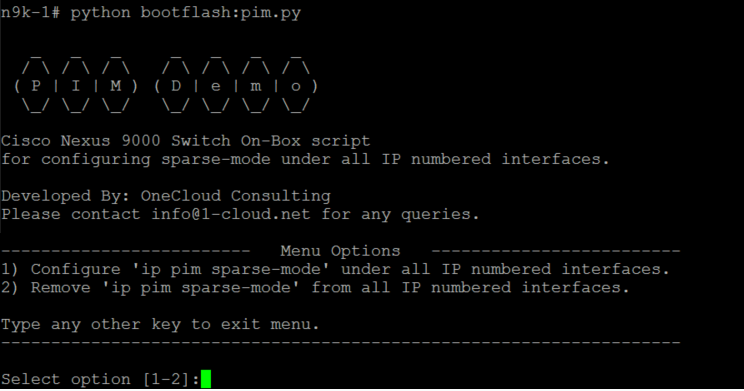 n9k-1# python bootflash:pim.py
  _   _   _     _   _   _   _
 / \ / \ / \   / \ / \ / \ / \
( P | I | M ) ( D | e | m | o )
 \_/ \_/ \_/   \_/ \_/ \_/ \_/
Cisco Nexus 9000 Switch On-Box script
for configuring sparse-mode under all IP numbered interfaces.
Developed By: OneCloud Consulting
Please contact info@1-cloud.net for any queries.
-------------------------   Menu Options   -------------------------
1) Configure 'ip pim sparse-mode' under all IP numbered interfaces.
2) Remove 'ip pim sparse-mode' from all IP numbered interfaces.
Type any other key to exit menu.
--------------------------------------------------------------------
Select option [1-2]: